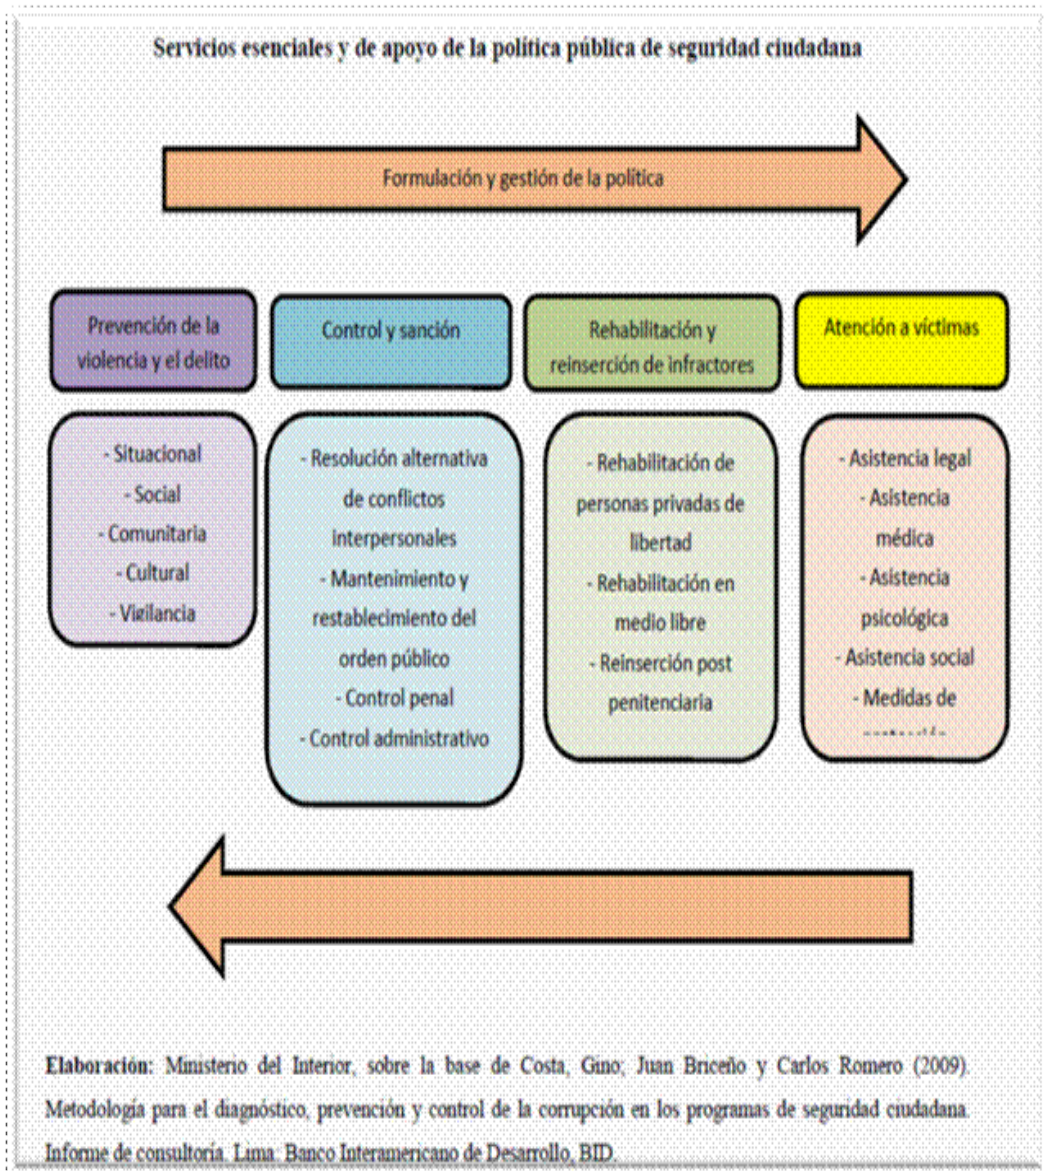 Servicios esenciales y de apoyo de la política pública de seguridad ciudadana
Formulación y gestión de la política
Prevención de la
violencia y el delito
Control y sanción
Rehabilitación y
reinserción de infractores
Atención a víctimas
- Situacional
- Social
- Comunitaria
- Cultural
- Vigilancia
- Resolución alternativa
de conflictos
interpersonales
- Mantenimiento y
restablecimiento del
orden público
- Control penal
- Control administrativo
- Rehabilitación de
personas privadas de
libertad
- Rehabilitación en
medio libre
- Reinserción post
penitenciaria
- Asistencia legal
- Asistencia
médica
- Asistencia
psicológica
- Asistencia social
- Medidas de
Elaboración: Ministerio del Interior, sobre la base de Costa, Gino; Juan Briceño y Carlos Romero (2009).
Metodología para el diagnóstico, prevención y control de la corrupción en los programas de seguridad ciudadana.
Informe de consultoría. Lima: Banco Interamericano de Desarrollo, BID.